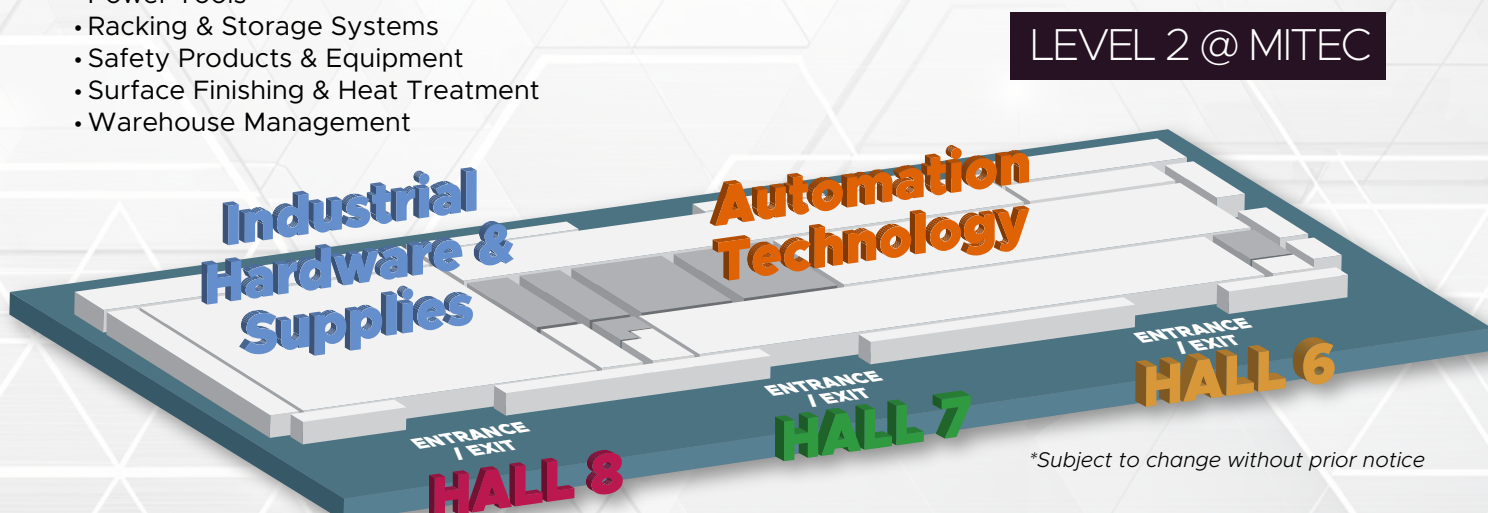 Power Tools
• Racking & Storage Systems
• Safety Products & Equipment
• Surface Finishing & Heat Treatment
• Warehouse Management
LEVEL 2 @ MITEC
Industrial
Hardware &
Supplies
Automation
Technology
ENTRANCE
/ EXIT
HALL 8
ENTRANCE
/ EXIT
HALL 7
ENTRANCE
/ EXIT
HALL 6
*Subject to change without prior notice